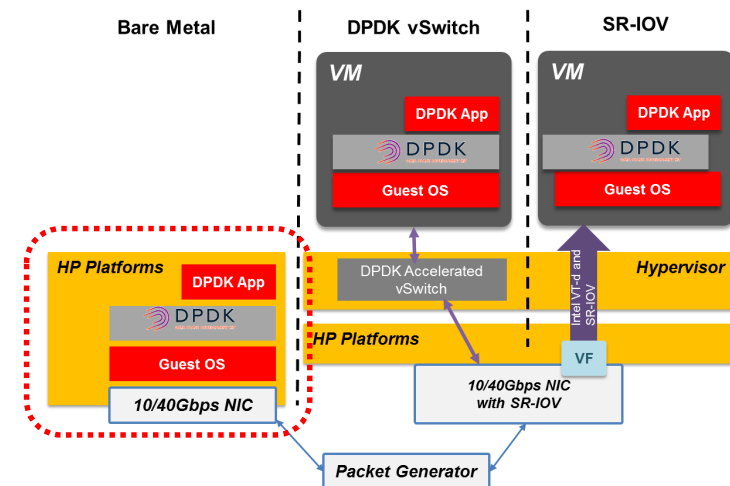 Bare Metal
DPDK vSwitch
SR-IOV
VM
DPDK App
DPDK
Guest OS
VM
DPDK App
DPDK
Guest OS
HP Platforms
DPDK App
DPDK
Guest OS
10/40Gbps NIC
DPDK Accelerated
vSwitch
Hypervisor
HP Platforms
Intel VT-d and
SR-IOV
VF
10/40Gbps NIC
with SR-IOV
Packet Generator